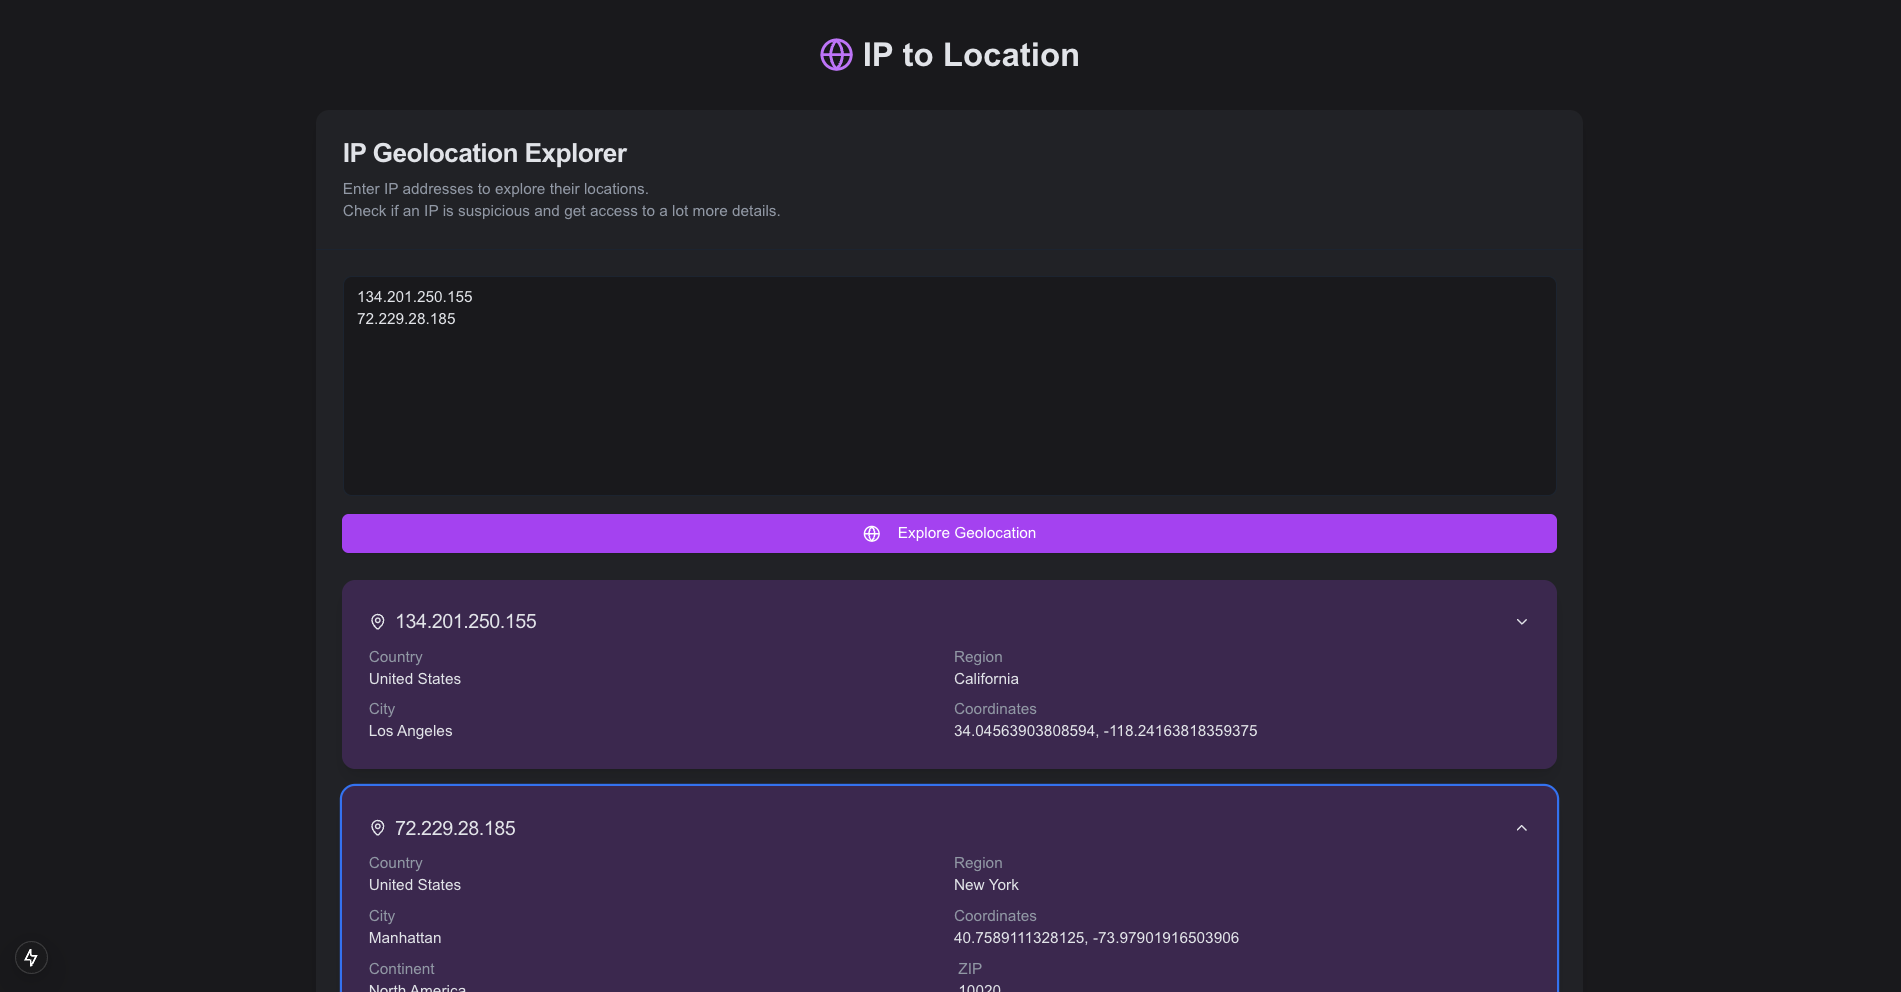 IP to Location
IP Geolocation Explorer
Enter IP addresses to explore their locations.
Check if an IP is suspicious and get access to a lot more details.
134.201.250.155
72.229.28.185
Explore Geolocation
134.201.250.155
Country
Region
United States
California
City
Coordinates
Los Angeles
34.04563903808594, -118.24163818359375
72.229.28.185
Country
Region
United States
New York
City
Coordinates
Manhattan
40.7589111328125, -73.97901916503906
Continent
ZIP
North America
10020